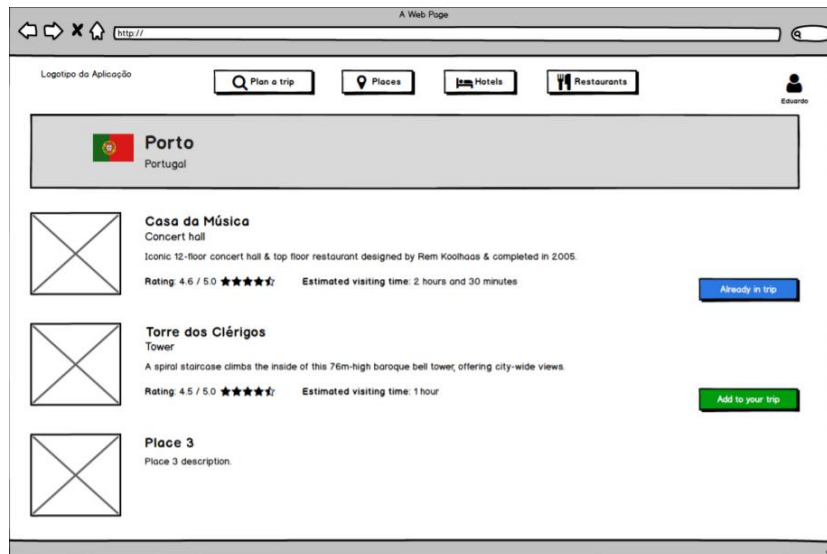 A Web Page
http://
Logotipo da Aplicação
Plan a trip
Places
Hotels
Restaurants
Eduardo
Porto
Portugal
Casa da Música
Concert hall
Iconic 12-floor concert hall & top floor restaurant designed by Rem Koolhaas & completed in 2005.
Rating: 4.6 / 5.0 Estimated visiting time: 2 hours and 30 minutes
Already in trip
Torre dos Clérigos
Tower
A spiral staircase climbs the inside of this 76m-high baroque bell tower, offering city-wide views.
Rating: 4.5 / 5.0 Estimated visiting time: 1 hour
Add to your trip
Place 3
Place 3 description.